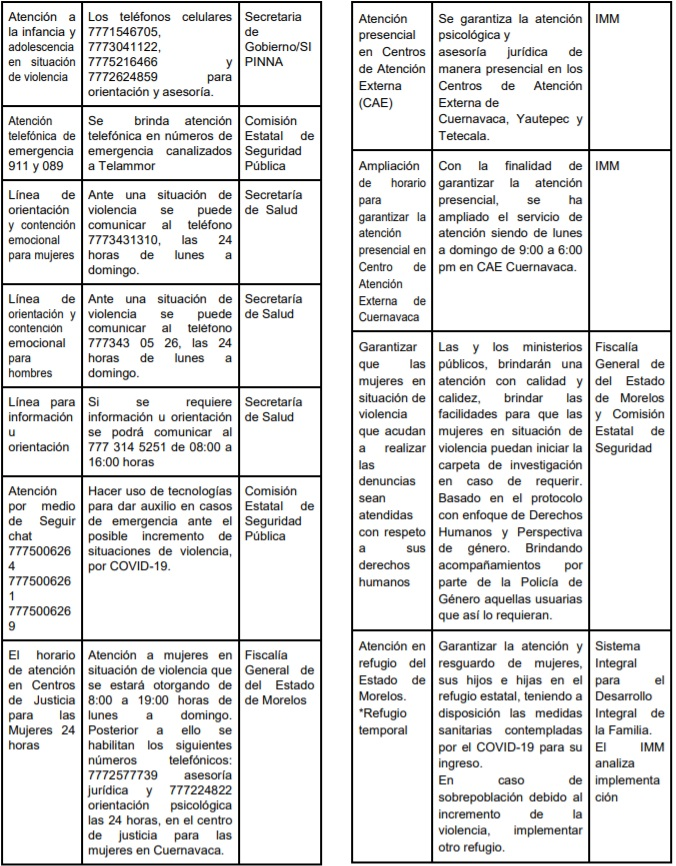 Atención a
la infancia y
adolescencia
en situación
de violencia
Los teléfonos celulares
7771546705,
7773041122,
7775216466 y
7772624859 para
orientación y asesoría.
Secretaria
de
Gobierno/SI
PINNA
Atención
telefónica de
emergencia
911 y 089
Se brinda atención
telefónica en números de
emergencia canalizados
a Telammor
Comisión
Estatal de
Seguridad
Pública
Línea de
orientación
y contención
emocional
para mujeres
Ante una situación de
violencia se puede
comunicar al teléfono
7773431310, las 24
horas de lunes a
domingo.
Secretaría
de Salud
Línea de
orientación y
contención
emocional
para
hombres
Ante una situación de
violencia se puede
comunicar al teléfono
777343 05 26, las 24
horas de lunes a
domingo.
Secretaría
de Salud
Línea para
información
u
orientación
Si se requiere
información u orientación
se podrá comunicar al
777 314 5251 de 08:00 a
16:00 horas
Secretaría
de Salud
Atención
por medio
de Seguir
chat
777500626
4
777500626
1
777500626
9
Hacer uso de tecnologías
para dar auxilio en casos
de emergencia ante el
posible incremento de
situaciones de violencia,
por COVID-19.
Comisión
Estatal de
Seguridad
Pública
El horario
de atención
en Centros
de Justicia
para las
Mujeres 24
horas
Atención a mujeres en
situación de violencia que
se estará otorgando de
8:00 a 19:00 horas de
lunes a domingo.
Posterior a ello se
habilitan los siguientes
números telefónicos:
7772577739 asesoría
jurídica y 777224822
orientación psicológica
las 24 horas, en el centro
de justicia para las
mujeres en Cuernavaca.
Fiscalía
General de
del Estado
de Morelos
Atención
presencial
en Centros
de Atención
Externa
(CAE)
Se garantiza la atención
psicológica y
asesoría jurídica de
manera presencial en los
Centros de Atención
Externa de
Cuernavaca, Yautepec y
Tetecala.
IMM
Ampliación
de horario
para
garantizar la
atención
presencial en
Centro de
Atención
Externa de
Cuernavaca
Con la finalidad de
garantizar la atención
presencial, se ha
ampliado el servicio de
atención siendo de lunes
a domingo de 9:00 a 6:00
pm en CAE Cuernavaca.
IMM
Garantizar
que las
mujeres en
situación de
violencia
que acudan
a realizar
las
denuncias
sean
atendidas
con respeto
a sus
derechos
humanos
Las y los ministerios
públicos, brindarán una
atención con calidad y
calidez, brindar las
facilidades para que las
mujeres en situación de
violencia puedan iniciar la
carpeta de investigación
en caso de requerir.
Basado en el protocolo
con enfoque de Derechos
Humanos y Perspectiva
de género. Brindando
acompañamientos por
parte de la Policía de
Género aquellas usuarias
que así lo requieran.
Fiscalía
General de
del Estado
de Morelos
y Comisión
Estatal de
Seguridad
Atención en
refugio del
Estado de
Morelos.
*Refugio
temporal
Garantizar la atención y
resguardo de mujeres,
sus hijos e hijas en el
refugio estatal, teniendo a
disposición las medidas
sanitarias contempladas
por el COVID-19 para su
ingreso.
En caso de
sobrepoblación debido al
incremento de la
violencia, implementar
otro refugio.
Sistema
Integral
para el
Desarrollo
Integral de
la Familia.
El IMM
analiza
implementa
ción